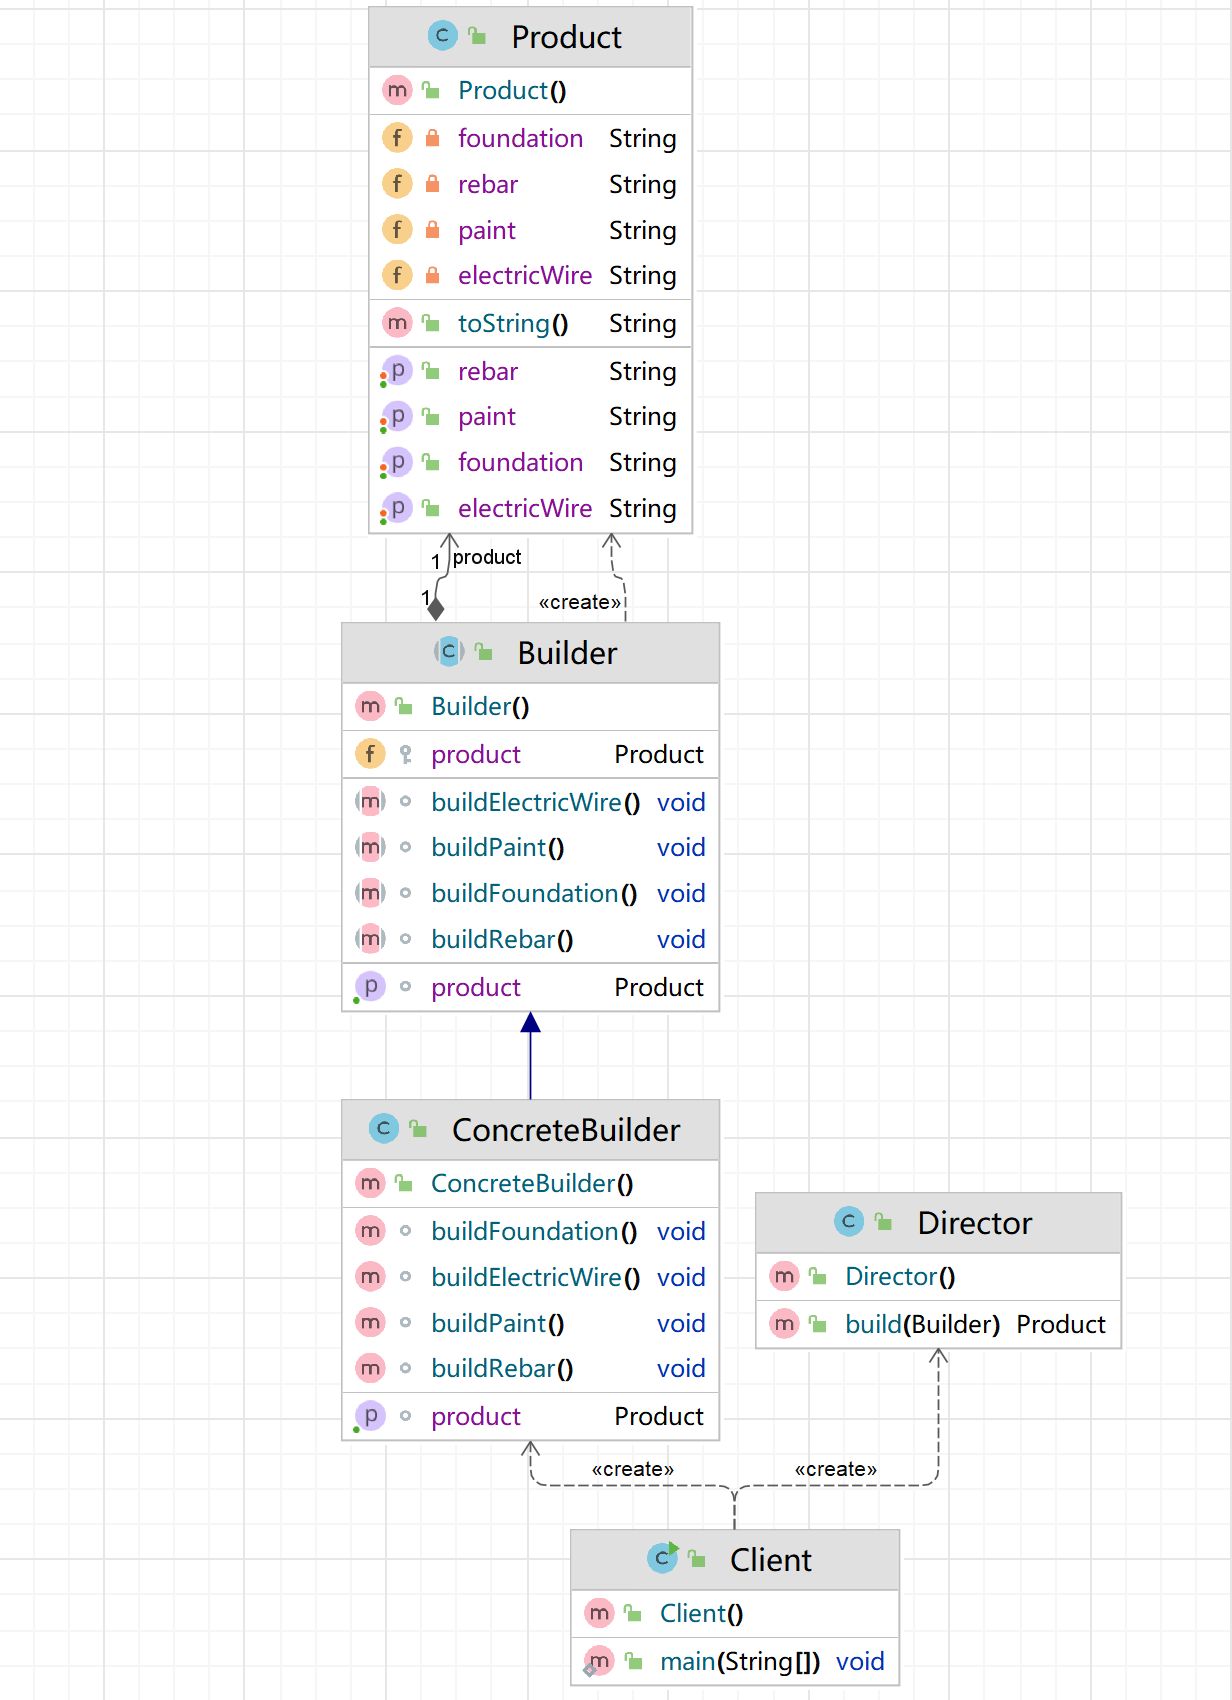 Product
Product()
foundation String
rebar String
paint String
electricWire String
toString() String
rebar String
paint String
foundation String
electricWire String
1 product
1
«create»
Builder
Builder()
product Product
buildElectricWire() void
buildPaint() void
buildFoundation() void
buildRebar() void
product Product
ConcreteBuilder
ConcreteBuilder()
buildFoundation() void
buildElectricWire() void
buildPaint() void
buildRebar() void
product Product
Director
Director()
build(Builder) Product
«create» «create»
Client
Client()
main(String[]) void